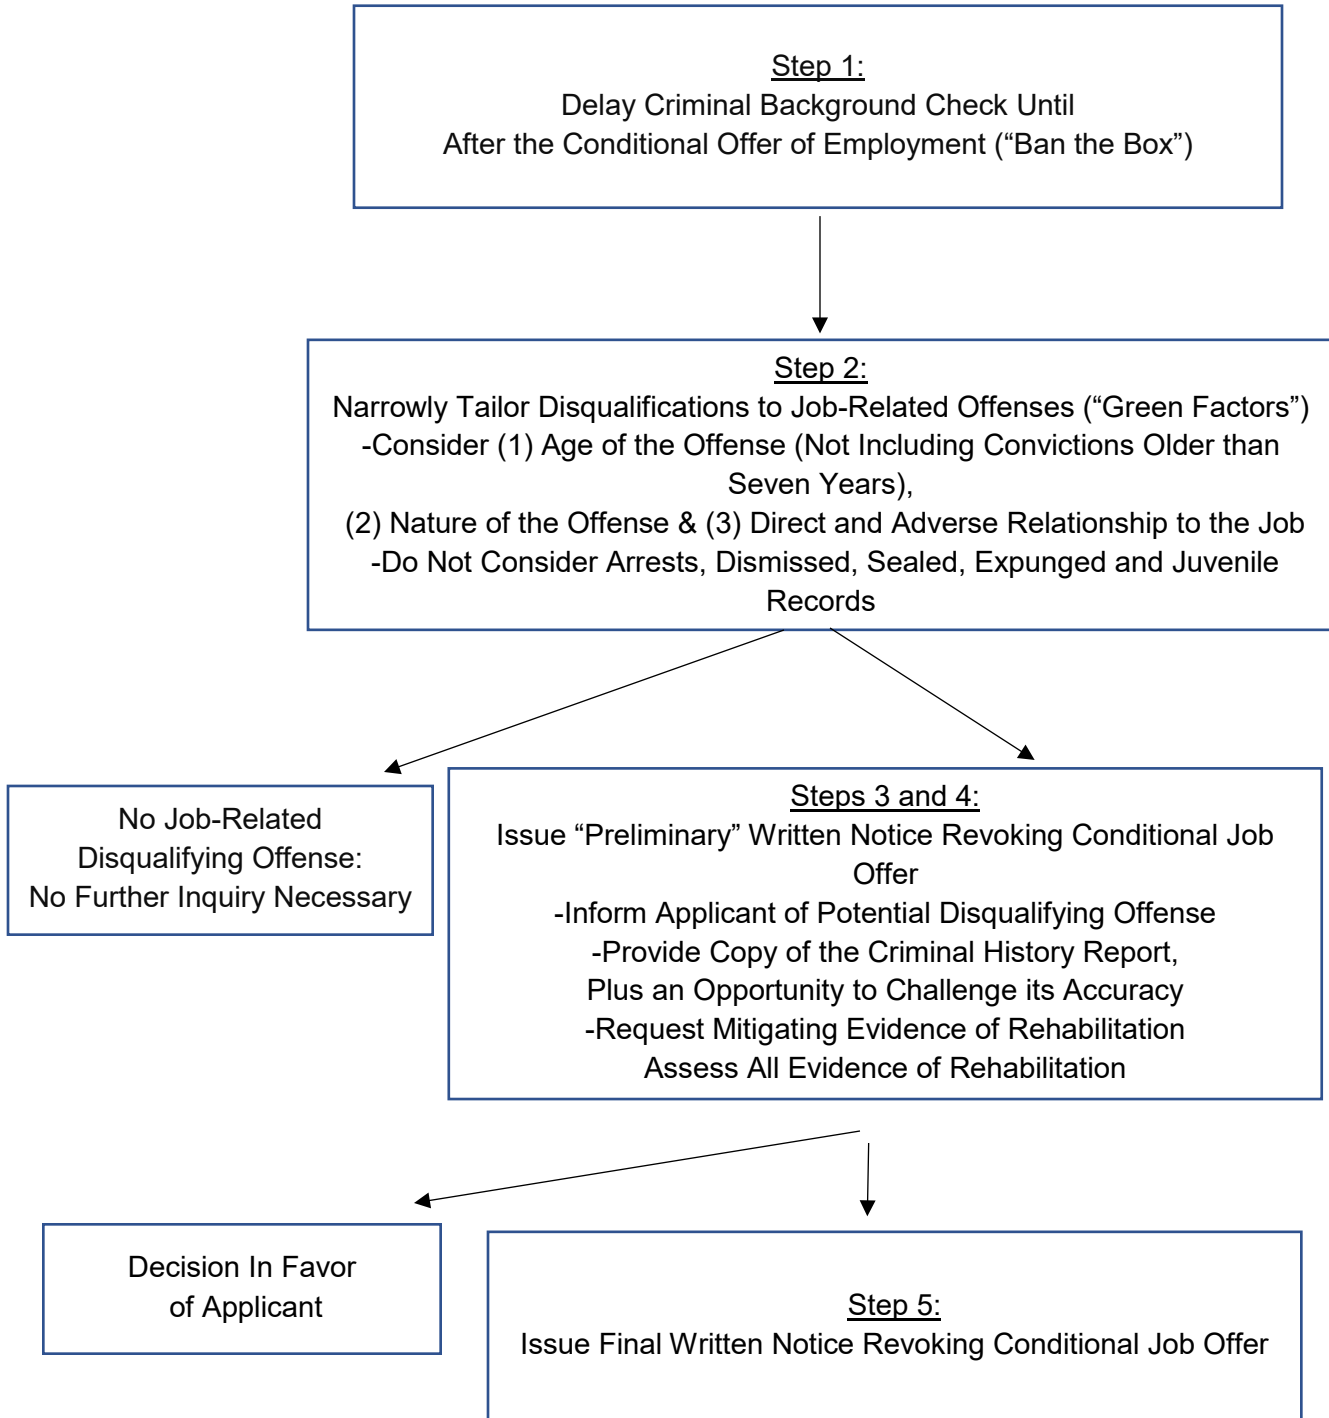 Step 1:
Delay Criminal Background Check Until
After the Conditional Offer of Employment (“Ban the Box”)
Step 2:
Narrowly Tailor Disqualifications to Job-Related Offenses (“Green Factors”)
-Consider (1) Age of the Offense (Not Including Convictions Older than
Seven Years),
(2) Nature of the Offense & (3) Direct and Adverse Relationship to the Job
-Do Not Consider Arrests, Dismissed, Sealed, Expunged and Juvenile
Records
No Job-Related
Disqualifying Offense:
No Further Inquiry Necessary
Steps 3 and 4:
Issue “Preliminary” Written Notice Revoking Conditional Job
Offer
-Inform Applicant of Potential Disqualifying Offense
-Provide Copy of the Criminal History Report,
Plus an Opportunity to Challenge its Accuracy
-Request Mitigating Evidence of Rehabilitation
Assess All Evidence of Rehabilitation
Decision In Favor
of Applicant
Step 5:
Issue Final Written Notice Revoking Conditional Job Offer